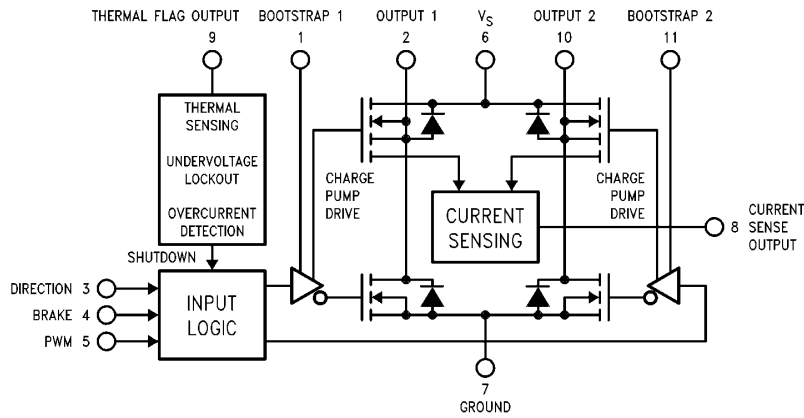 THERMAL FLAG OUTPUT
9
BOOTSTRAP 1
1
OUTPUT 1
2
VS
6
OUTPUT 2
10
BOOTSTRAP 2
11
THERMAL
SENSING
UNDERVOLTAGE
LOCKOUT
OVERCURRENT
DETECTION
SHUTDOWN
CHARGE
PUMP
DRIVE
CURRENT
SENSING
CHARGE
PUMP
DRIVE
8 CURRENT
SENSE
OUTPUT
DIRECTION 3
BRAKE 4
PWM 5
INPUT
LOGIC
7
GROUND